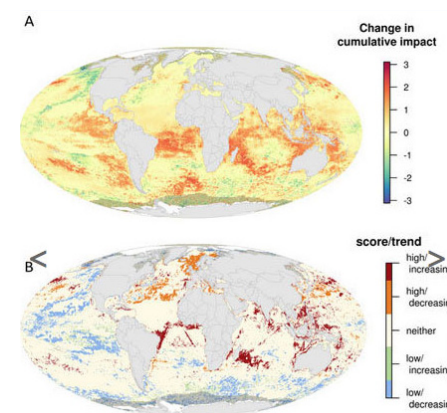 A
Change in
cumulative impact
3
2
1
0
-1
-2
-3
<
>
B
score/trend
high/
increasin
high/
decreasin
neither
low/
increasin
low/
decreasin